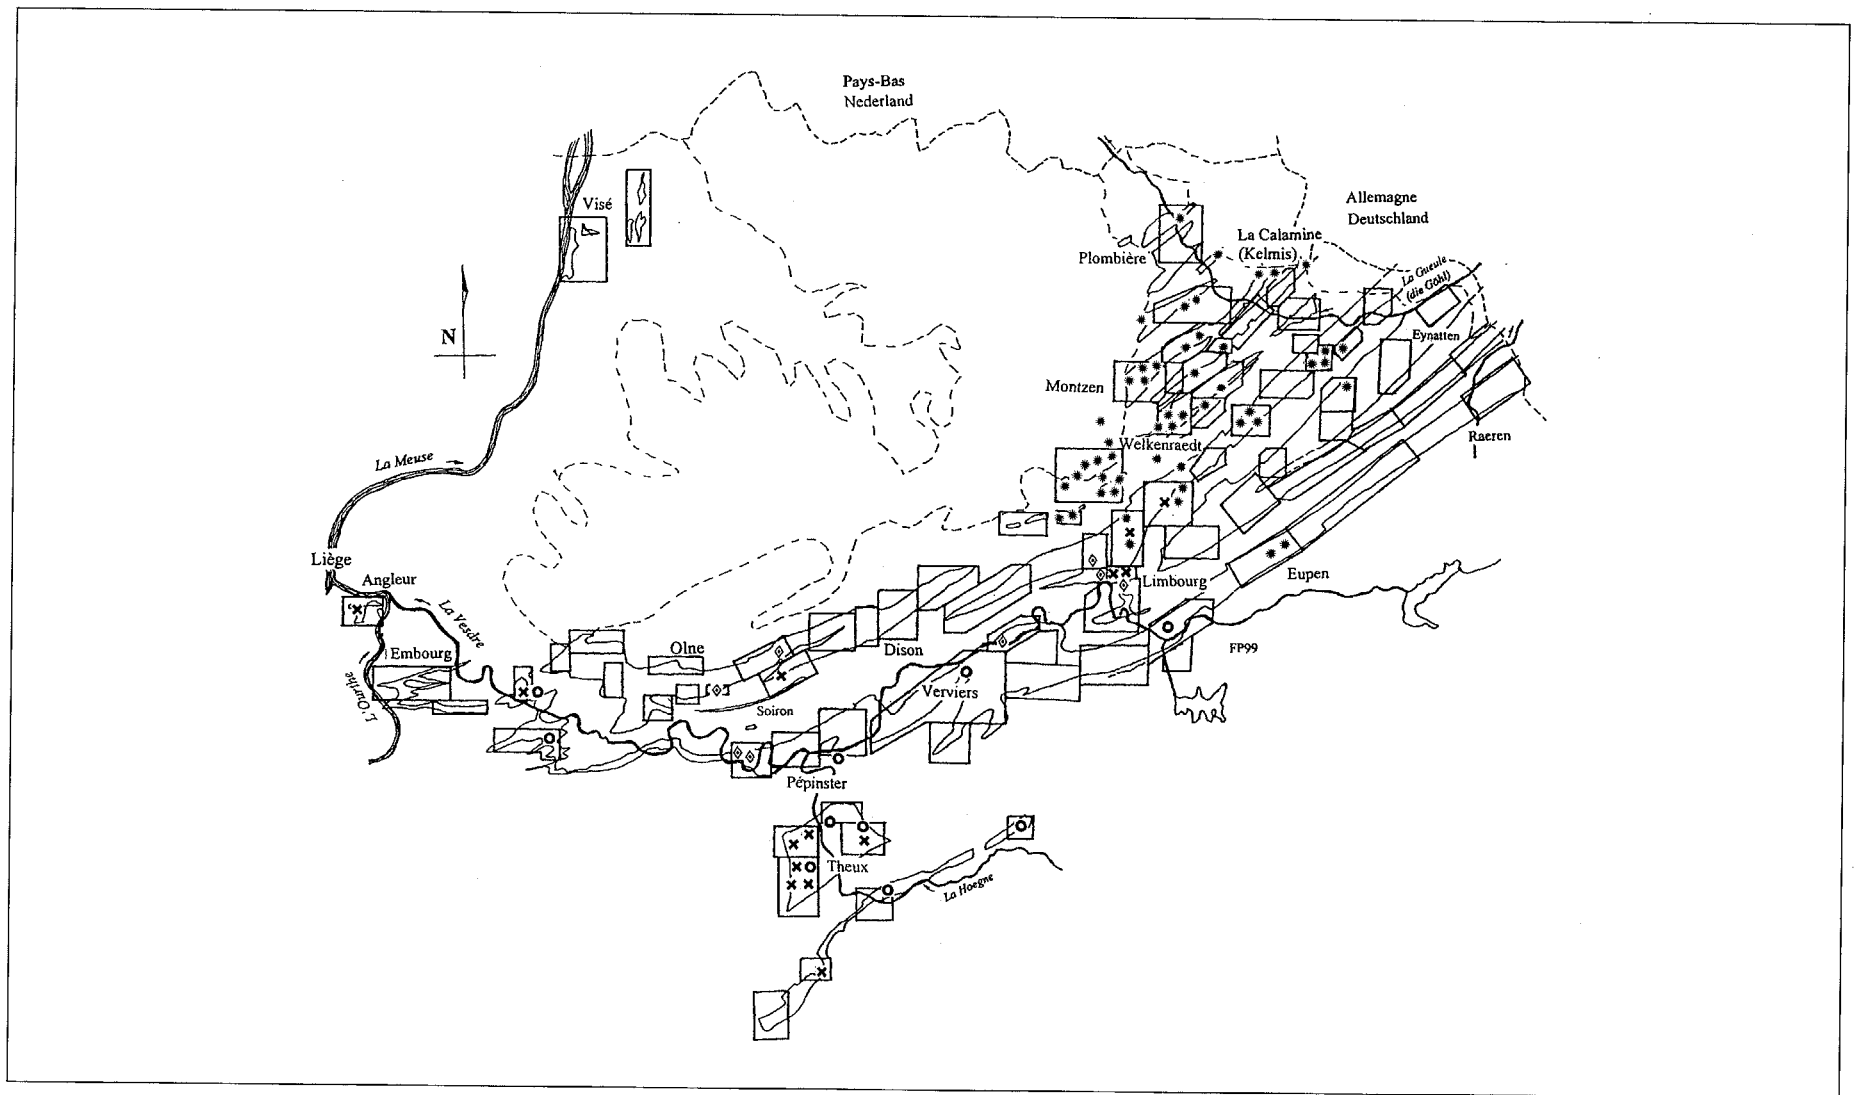 Pays-Bas
Nederland
Visé
Allemagne
Deutschland
La Calamine
(Kelmis)
Plombière
La Gueule
(die Göhl)
N
Eynatten
Montzen
Raeren
Welkenraedt
La Meuse
Liège
Angleur
Limbourg
Eupen
La Vesdre
Embourg
Olne
Dison
FP99
L'Ourthe
Verviers
Soiron
Pépinster
Theux
La Hoegne